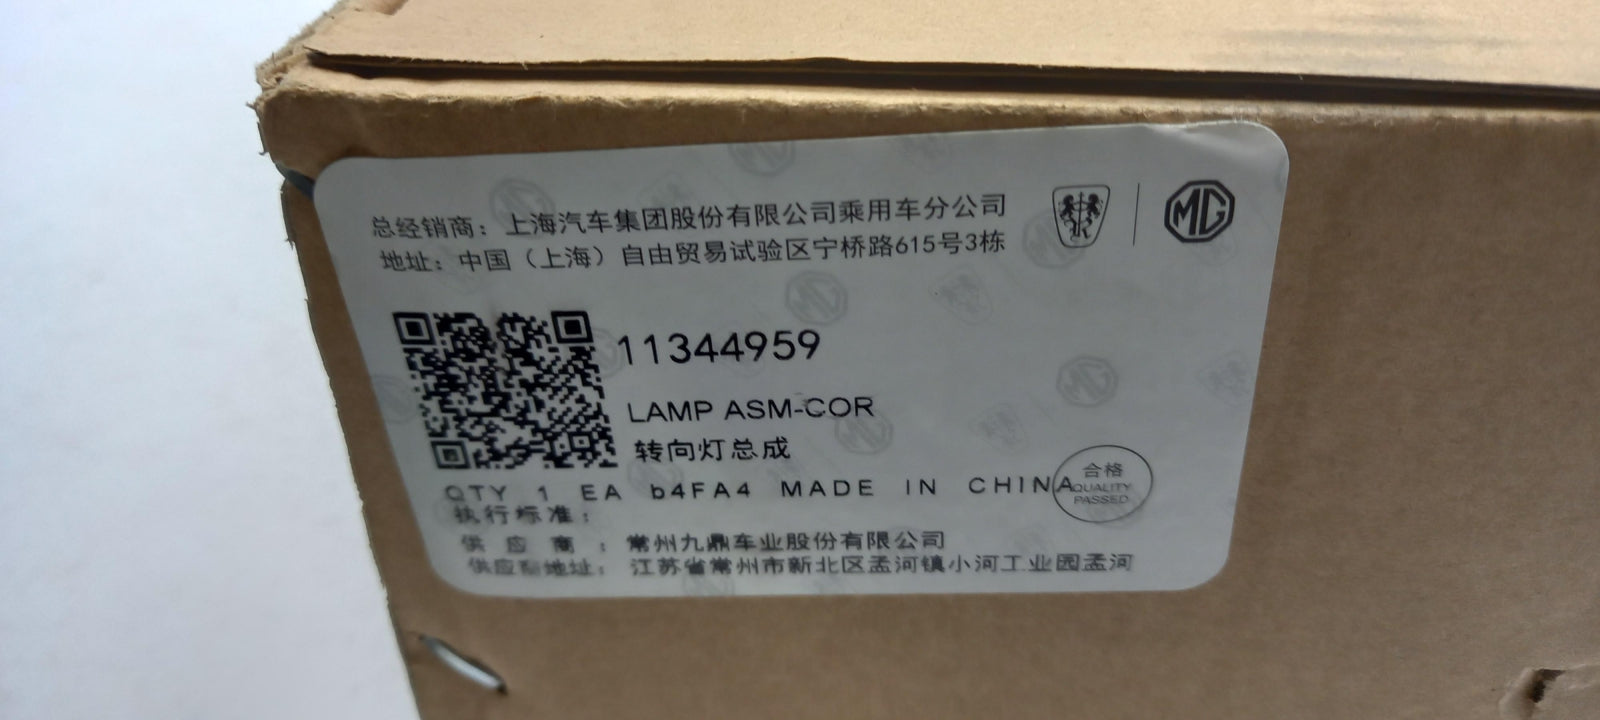 总经销商：上海汽车集团股份有限公司乘用车分公司
地址：中国（上海）自由贸易试验区宁桥路615号3栋
MG
11344959
LAMP ASM-COR
转向灯总成
QTY 1 EA b4FA4 MADE IN CHINA
合格
QUALITY
PASSED
执行标准：
供应商：常州九鼎车业股份有限公司
供应商地址：江苏省常州市新北区孟河镇小河工业园孟河